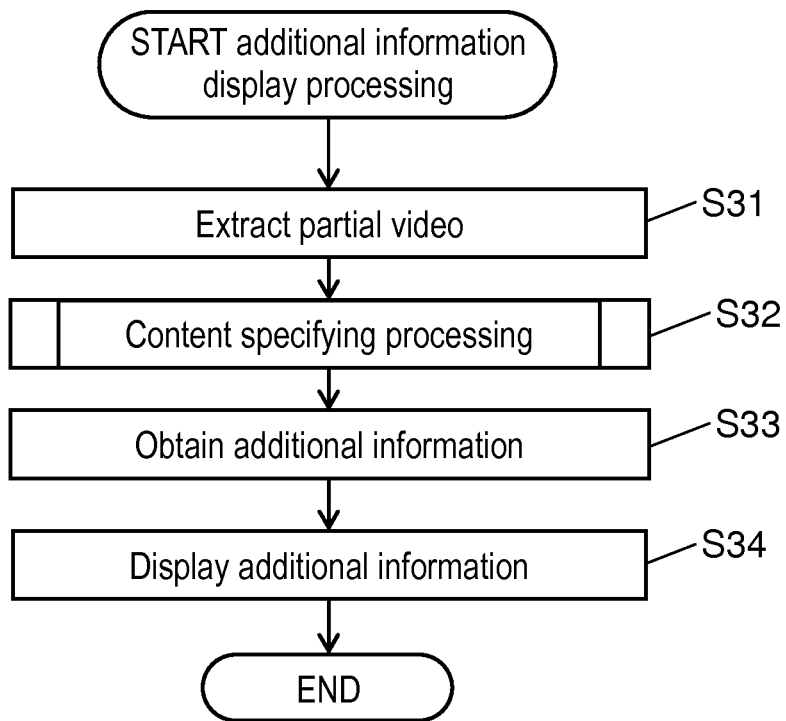 START additional information
display processing
Extract partial video
S31
Content specifying processing
S32
Obtain additional information
S33
Display additional information
S34
END